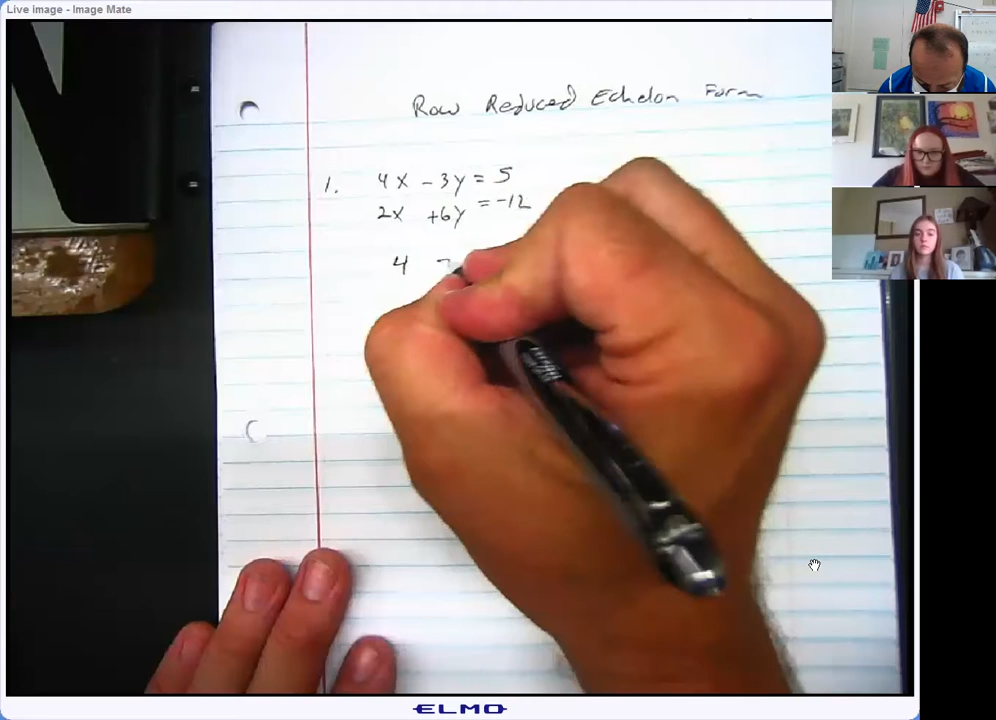 Live image - Image Mate
Row Reduced Echelon Form
1. 4x - 3y = 5
2x + 6y = -12
4
ELMO